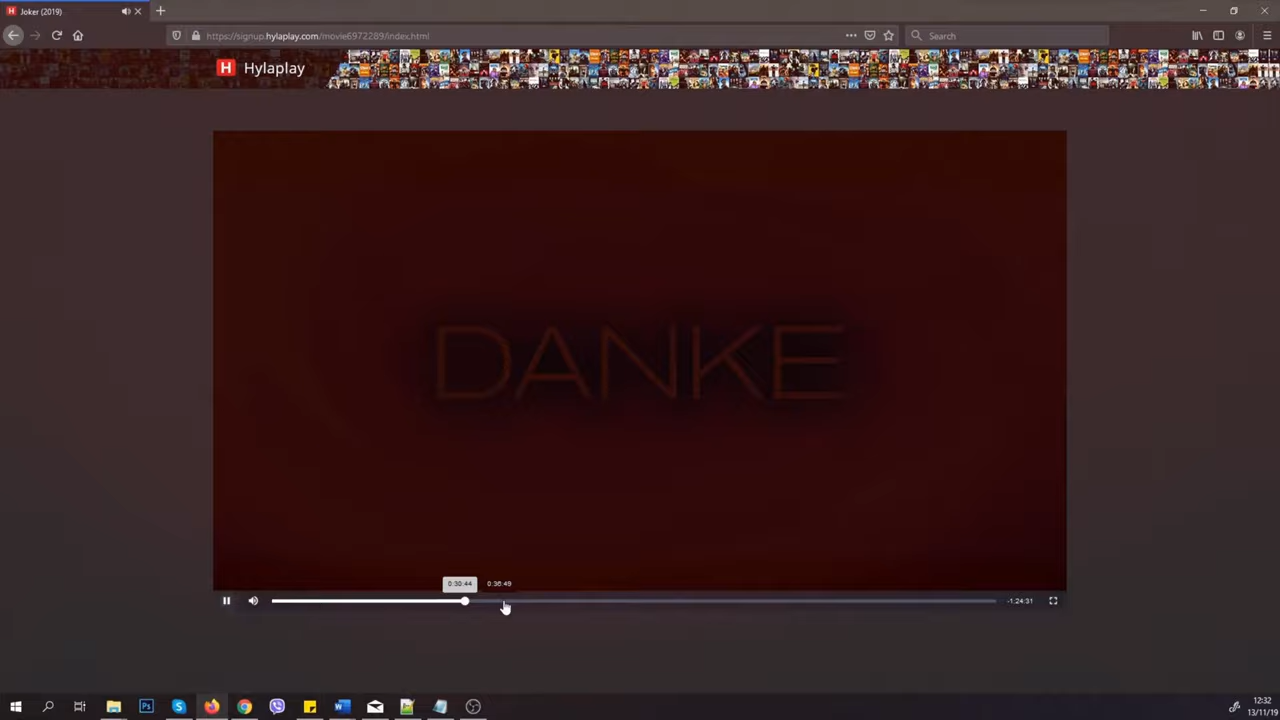 Joker (2019)
https://signup.hylaplay.com/movie6972289/index.html
Search
H Hylaplay
DANKE
0:30:44
0:36:49
-1:24:31
12:32
13/11/19